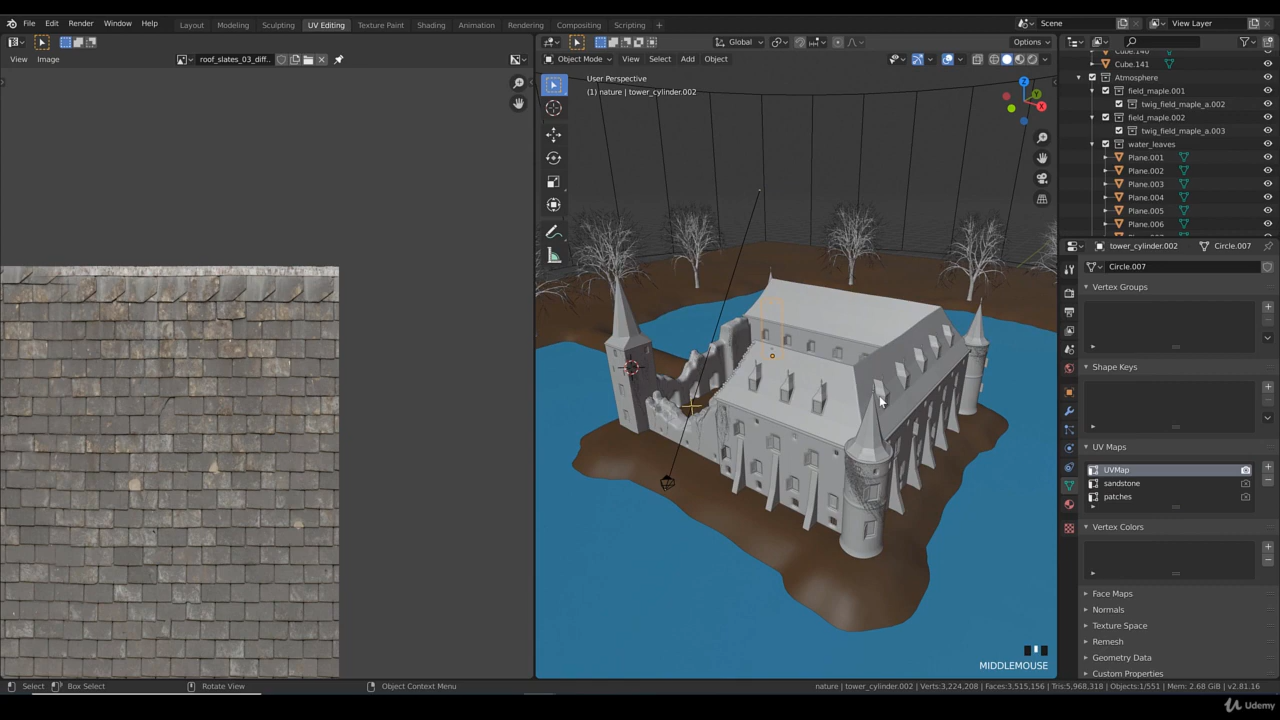 File Edit Render Window Help Layout Modeling Sculpting UV Editing Texture Paint Shading Animation Rendering Compositing Scripting + Scene View Layer
View Image roof_slates_03_diff..
Global Options
Object Mode View Select Add Object
User Perspective
(1) nature | tower_cylinder.002
Cube.140
Cube.141
Atmosphere
field_maple.001
twig_field_maple_a.002
field_maple.002
twig_field_maple_a.003
water_leaves
Plane.001
Plane.002
Plane.003
Plane.004
Plane.005
Plane.006
tower_cylinder.002 Circle.007
Circle.007
Vertex Groups
Shape Keys
UV Maps
UVMap
sandstone
patches
Vertex Colors
Face Maps
Normals
Texture Space
Remesh
Geometry Data
Custom Properties
MIDDLEMOUSE
Select Box Select Rotate View Object Context Menu
nature | tower_cylinder.002 | Verts:3,224,208 | Faces:3,515,156 | Tris:5,968,318 | Objects:1/551 | Mem: 2.68 GiB | v2.81.16
Udemy